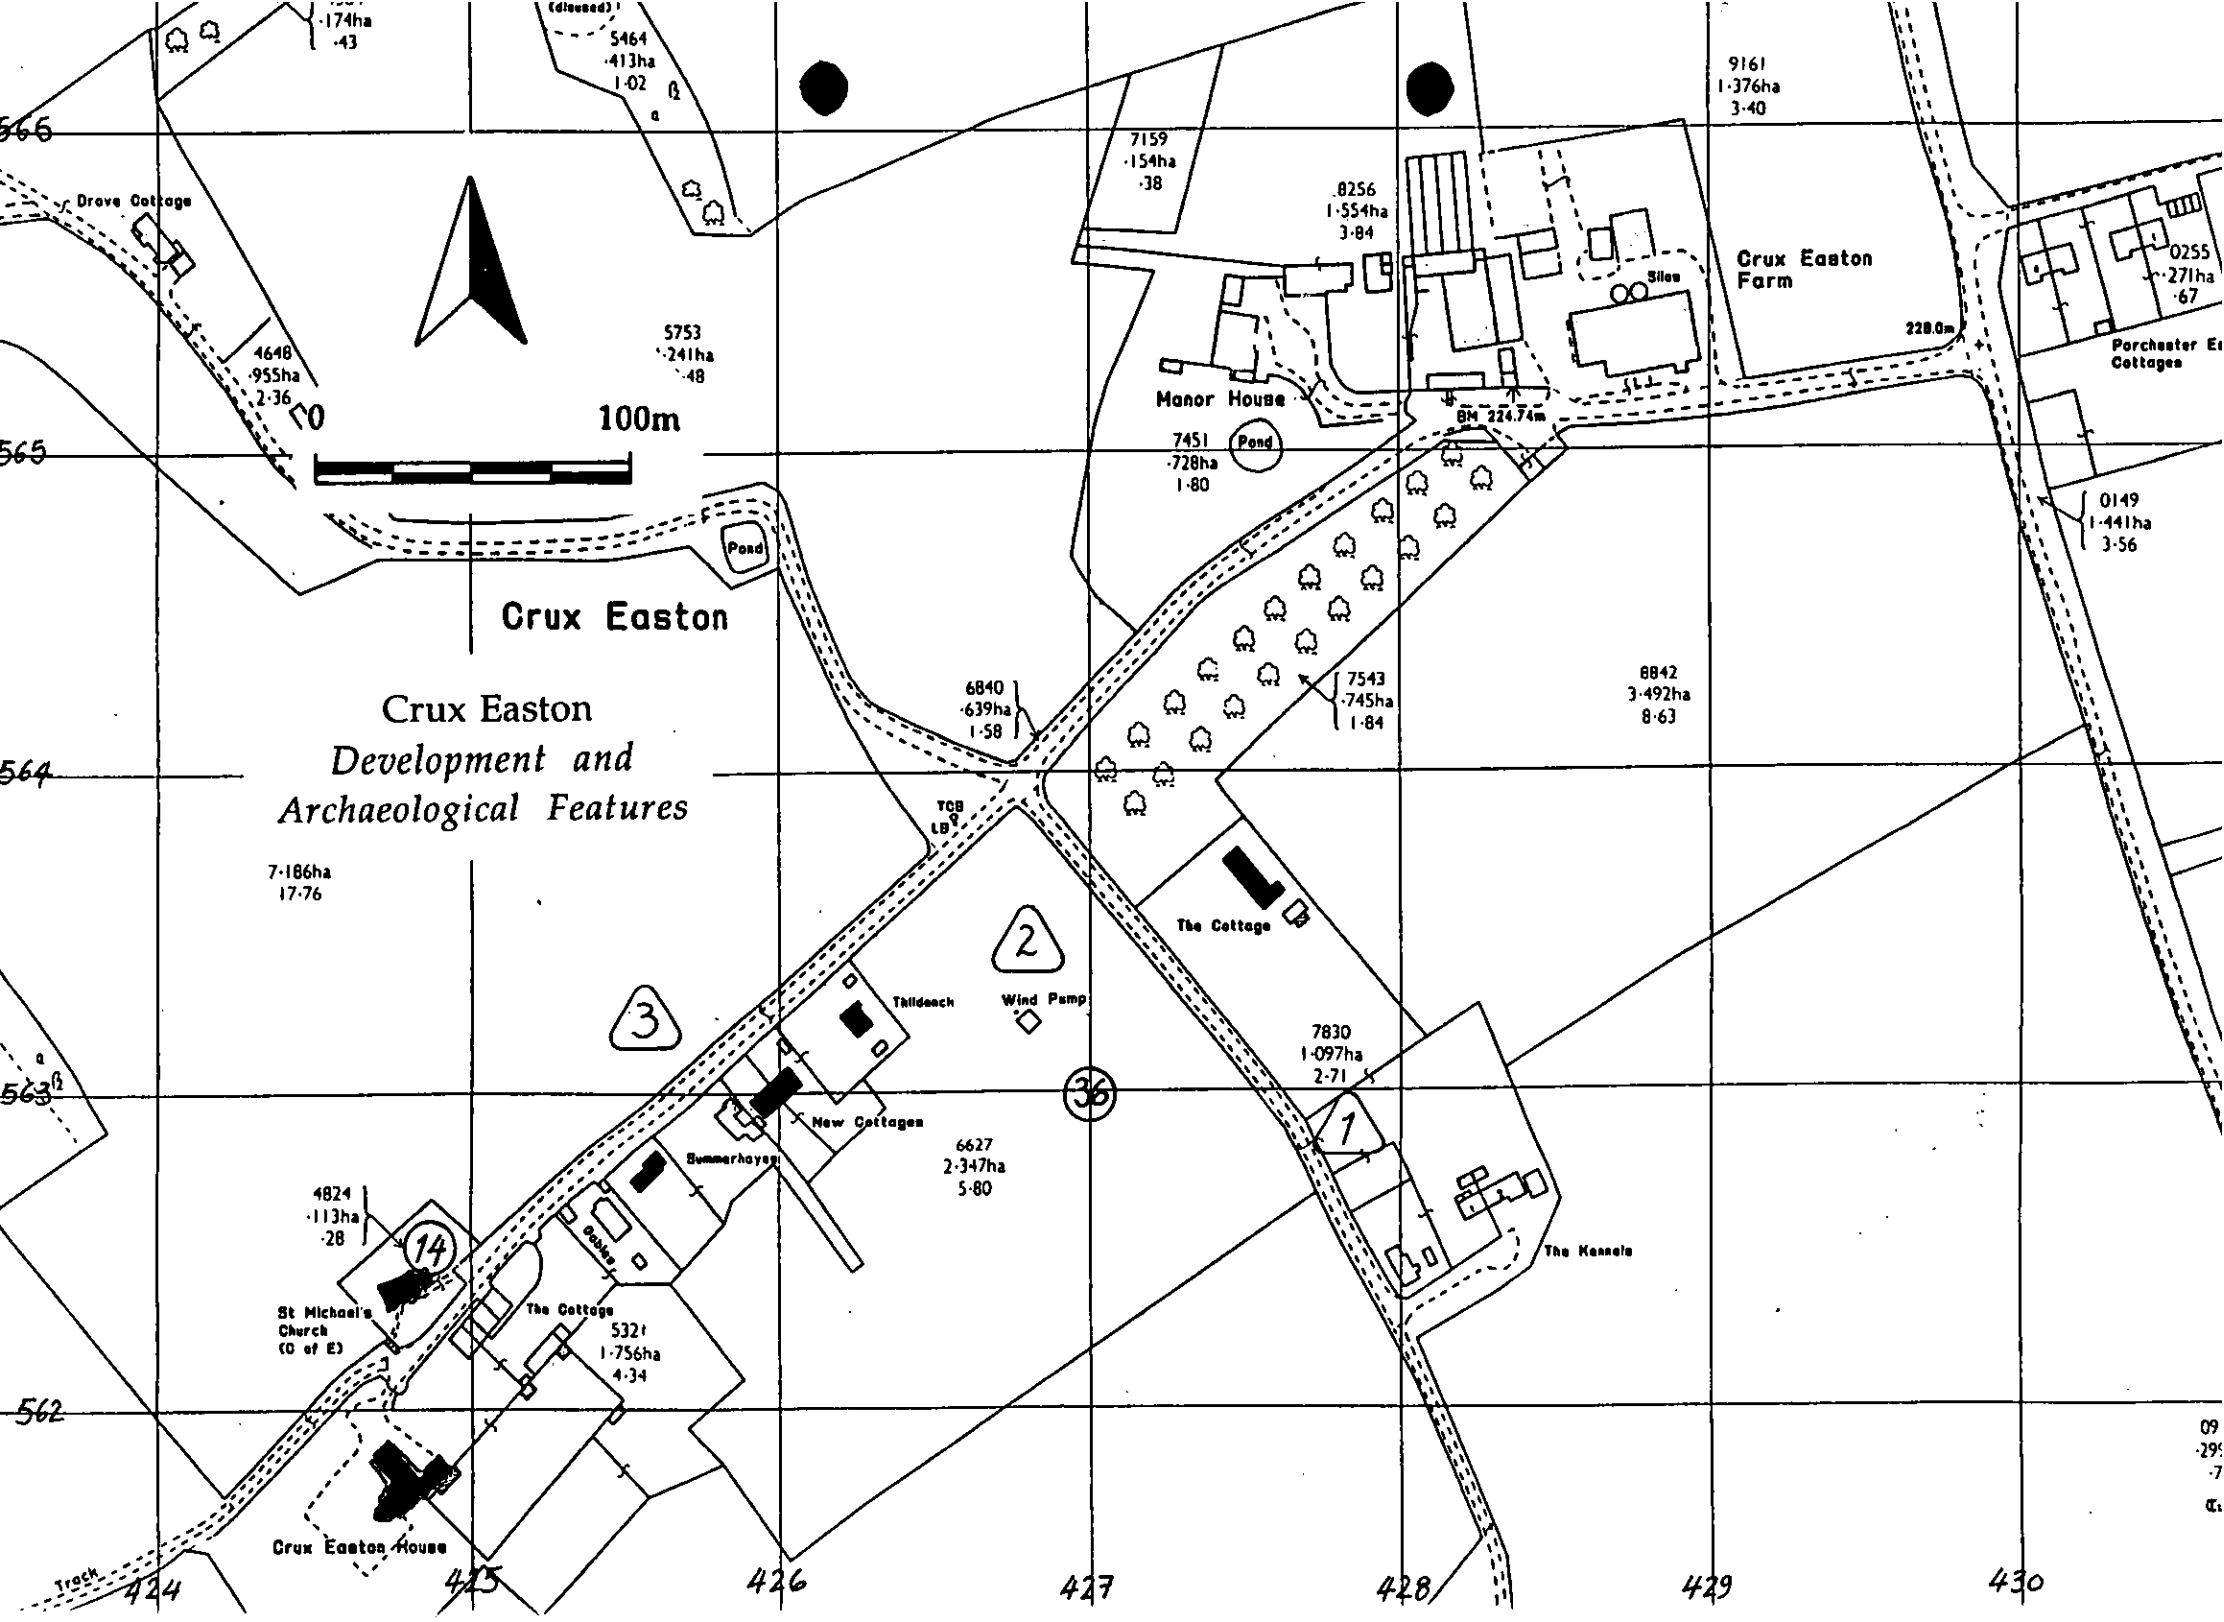 ·174ha
·43
(disused)
5464
·413ha
1·02
9161
1·376ha
3·40
566
7159
·154ha
·38
8256
1·554ha
3·84
Drove Cottage
Crux Easton
Farm
Silos
0255
·271ha
·67
228.0m
Porchester
Cottages
5753
·241ha
·48
4648
·955ha
2·36
0
100m
Manor House
BM 224.74m
Pond
7451
·728ha
1·80
565
0149
1·441ha
3·56
Pond
Crux Easton
6840
·639ha
1·58
7543
·745ha
1·84
8842
3·492ha
8·63
Crux Easton
Development and
Archaeological Features
564
TCB
LB
7·186ha
17·76
The Cottage
2
3
Thildench
Wind Pump
7830
1·097ha
2·71
563
36
1
New Cottages
Summerhayes
6627
2·347ha
5·80
4824
·113ha
·28
14
Gables
The Kennels
St Michael's
Church
(C of E)
The Cottage
5321
1·756ha
4·34
562
09
Crux Easton House
Track
424
425
426
427
428
429
430